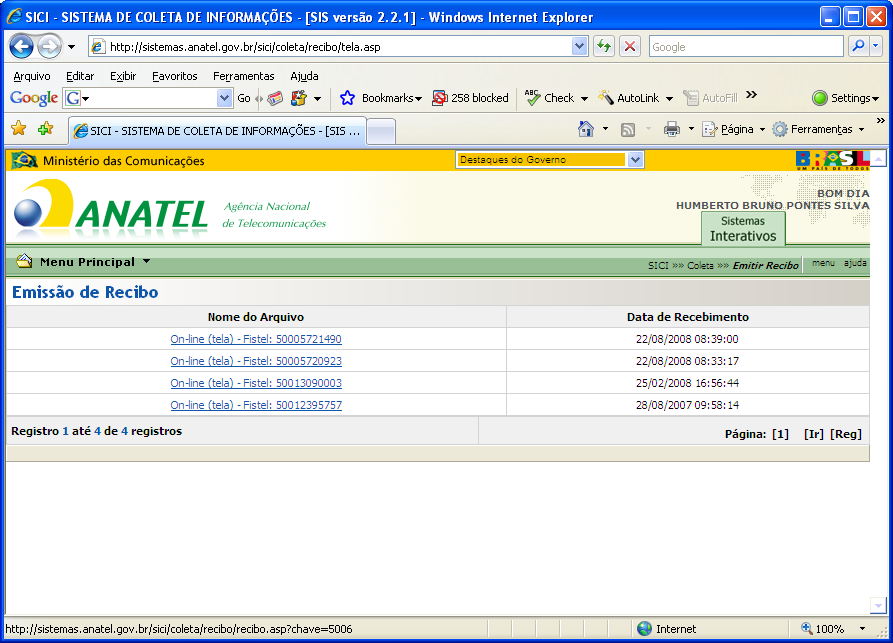 SICI - SISTEMA DE COLETA DE INFORMAÇÕES - [SIS versão 2.2.1] - Windows Internet Explorer
http://sistemas.anatel.gov.br/sici/coleta/recibo/tela.asp
Google
Arquivo Editar Exibir Favoritos Ferramentas Ajuda
Google G Go Bookmarks 258 blocked ABC Check AutoLink AutoFill >> Settings
SICI - SISTEMA DE COLETA DE INFORMAÇÕES - [SIS ... Página Ferramentas >>
Ministério das Comunicações Destaques do Governo BRASIL
UM PAÍS DE TODOS
BOM DIA
HUMBERTO BRUNO PONTES SILVA
ANATEL Agência Nacional
de Telecomunicações
Sistemas
Interativos
Menu Principal SICI »» Coleta »» Emitir Recibo menu ajuda
Emissão de Recibo
Nome do Arquivo Data de Recebimento
On-line (tela) - Fistel: 50005721490 22/08/2008 08:39:00
On-line (tela) - Fistel: 50005720923 22/08/2008 08:33:17
On-line (tela) - Fistel: 50013090003 25/02/2008 16:56:44
On-line (tela) - Fistel: 50012395757 28/08/2007 09:58:14
Registro 1 até 4 de 4 registros Página: [1] [Ir] [Reg]
http://sistemas.anatel.gov.br/sici/coleta/recibo/recibo.asp?chave=5006 Internet 100%